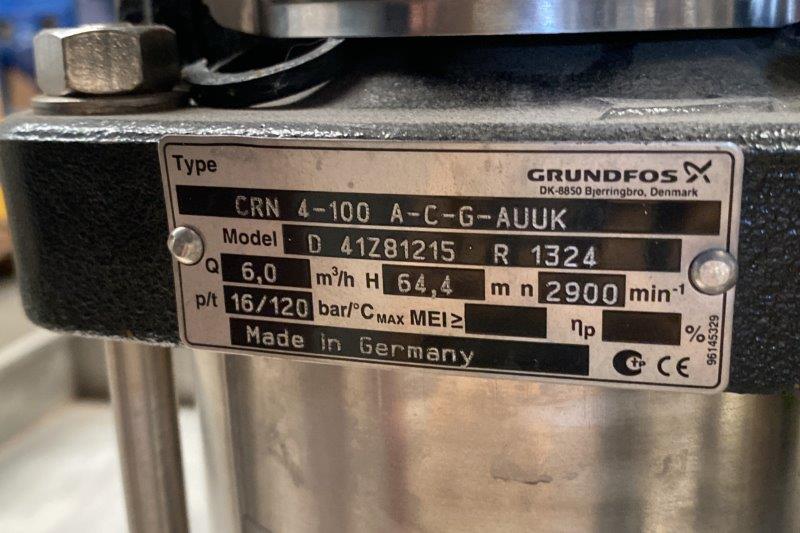 Type
GRUNDFOS
DK-8850 Bjerringbro, Denmark
CRN 4-100 A-C-G-AUUK
Model D 41Z81215 R 1324
Q 6,0 m³/h H 64,4 m n 2900 min⁻¹
p/t 16/120 bar/°C MAX MEI ≥ ηp %
Made in Germany
CE
96145329